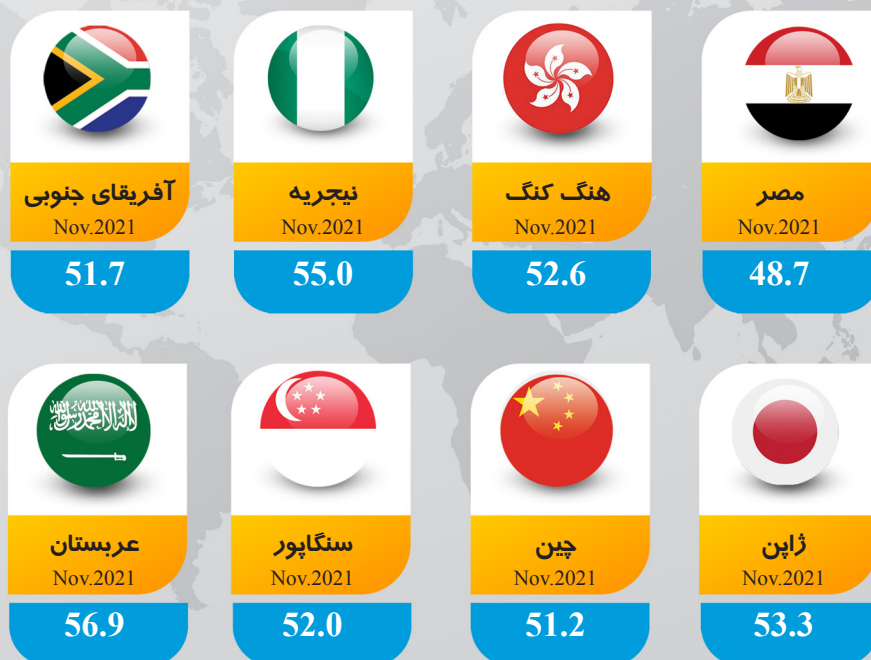 مصر
Nov.2021
48.7
هنگ کنگ
Nov.2021
52.6
نیجریه
Nov.2021
55.0
آفریقای جنوبی
Nov.2021
51.7
ژاپن
Nov.2021
53.3
چین
Nov.2021
51.2
سنگاپور
Nov.2021
52.0
عربستان
Nov.2021
56.9